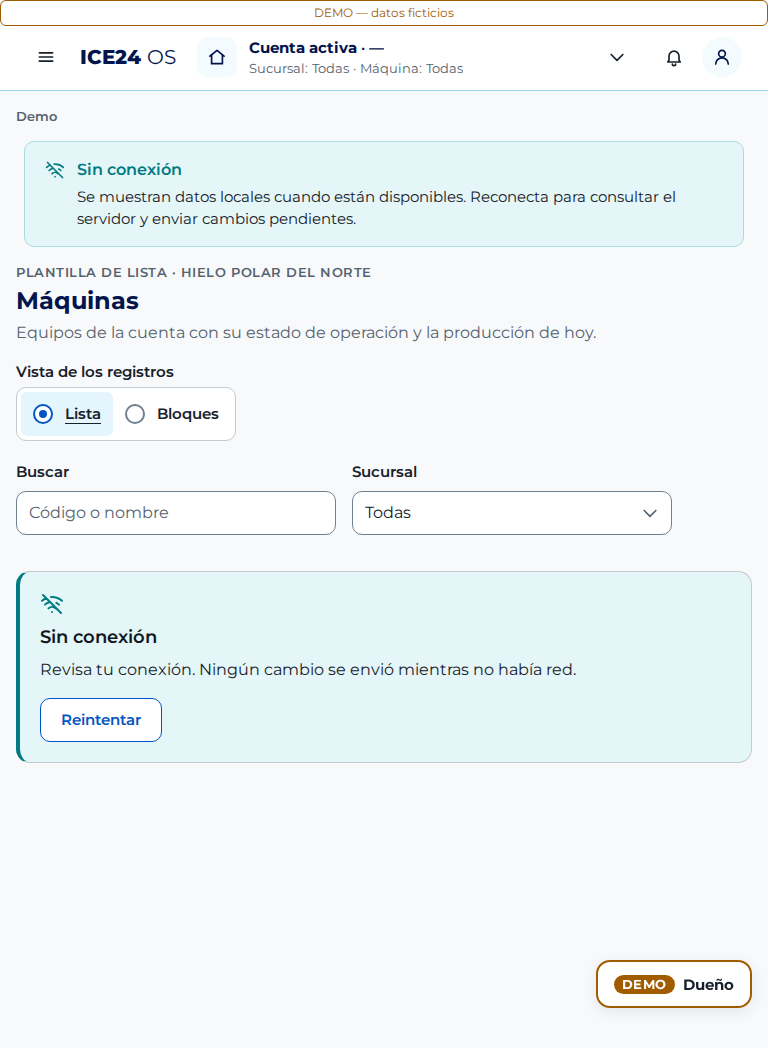 DEMO — datos ficticios
ICE24 OS
Cuenta activa · —
Sucursal: Todas · Máquina: Todas
Demo
Sin conexión
Se muestran datos locales cuando están disponibles. Reconecta para consultar el
servidor y enviar cambios pendientes.
PLANTILLA DE LISTA · HIELO POLAR DEL NORTE
Máquinas
Equipos de la cuenta con su estado de operación y la producción de hoy.
Vista de los registros
Lista Bloques
Buscar Sucursal
Código o nombre Todas
Sin conexión
Revisa tu conexión. Ningún cambio se envió mientras no había red.
Reintentar
DEMO Dueño